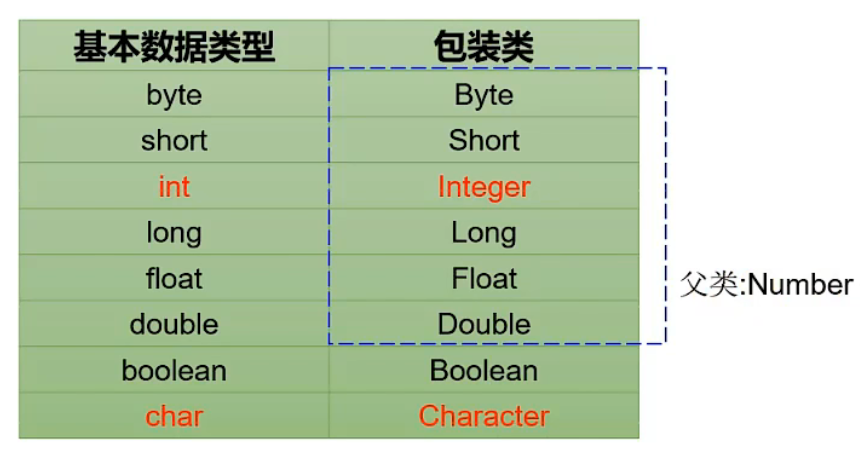 基本数据类型 包装类
byte Byte
short Short
int Integer
long Long
float Float
父类:Number
double Double
boolean Boolean
char Character